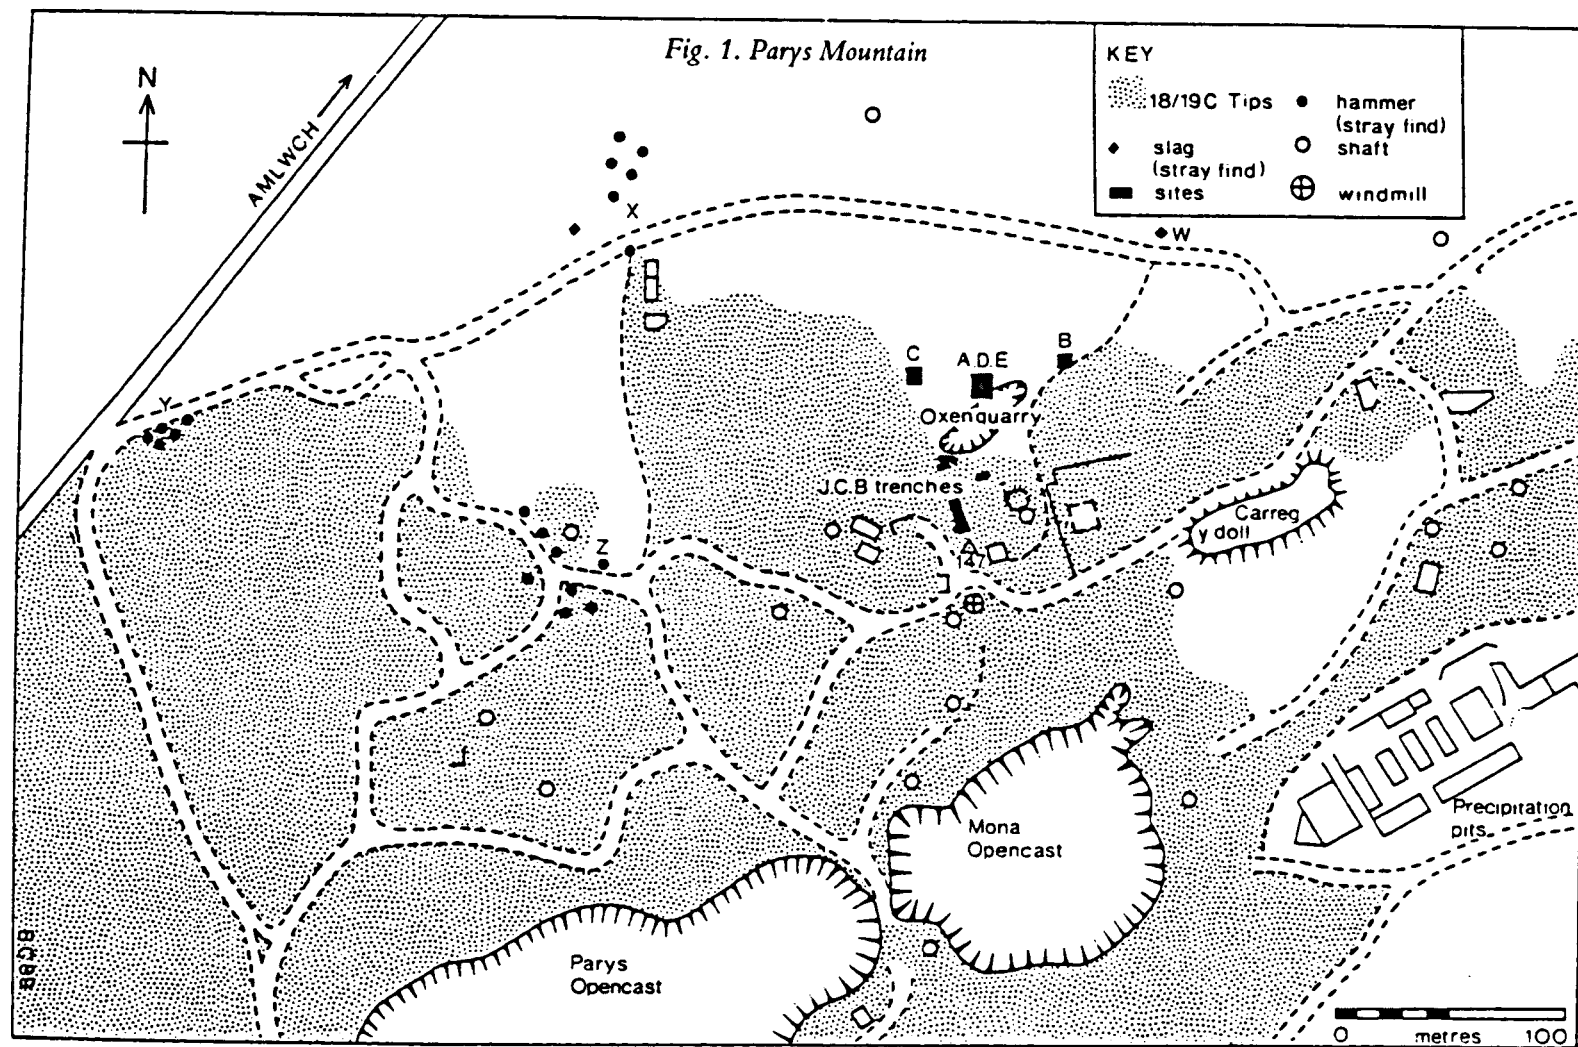 Fig. 1. Parys Mountain
N
AMLWCH
KEY
18/19C Tips
hammer
(stray find)
slag
(stray find)
shaft
sites
windmill
X
W
C
A.D.E
B
Oxenquarry
Y
J.C.B trenches
Carreg
y doll
Z
147
Precipitation
pits
Mona
Opencast
Parys
Opencast
BC88
0 metres 100